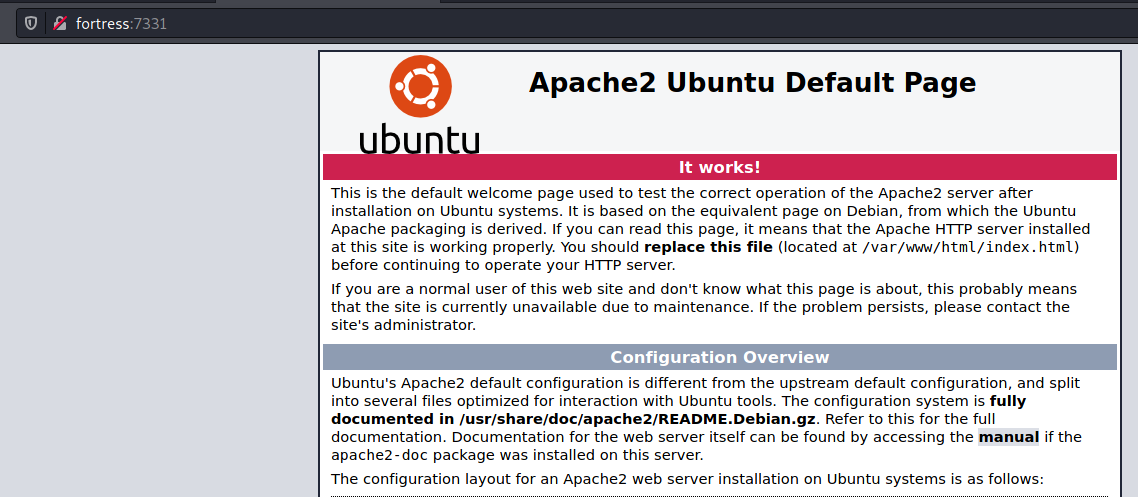 fortress:7331
Apache2 Ubuntu Default Page
ubuntu
It works!
This is the default welcome page used to test the correct operation of the Apache2 server after
installation on Ubuntu systems. It is based on the equivalent page on Debian, from which the Ubuntu
Apache packaging is derived. If you can read this page, it means that the Apache HTTP server installed
at this site is working properly. You should replace this file (located at /var/www/html/index.html)
before continuing to operate your HTTP server.
If you are a normal user of this web site and don't know what this page is about, this probably means
that the site is currently unavailable due to maintenance. If the problem persists, please contact the
site's administrator.
Configuration Overview
Ubuntu's Apache2 default configuration is different from the upstream default configuration, and split
into several files optimized for interaction with Ubuntu tools. The configuration system is fully
documented in /usr/share/doc/apache2/README.Debian.gz. Refer to this for the full
documentation. Documentation for the web server itself can be found by accessing the manual if the
apache2-doc package was installed on this server.
The configuration layout for an Apache2 web server installation on Ubuntu systems is as follows: